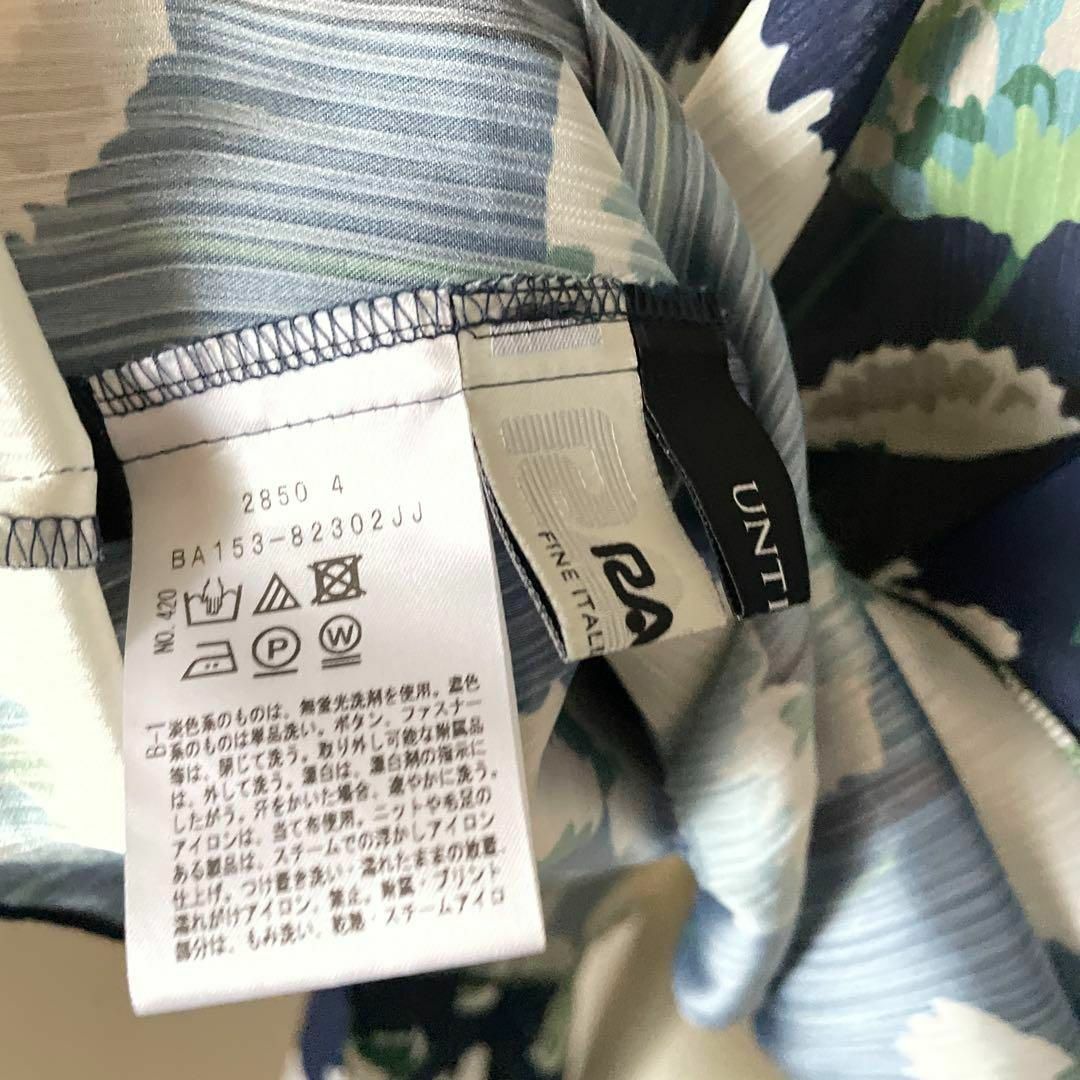 2850 4
BA153-82302JJ
NO. 420
P
W
B-1
淡色系のものは、無蛍光洗剤を使用。濃色
系のものは単品洗い。ボタン、ファスナー
等は、閉じて洗う。取り外し可能な附属品
は、外して洗う。漂白は、漂白剤の指示に
したがう。汗をかいた場合、速やかに洗う。
アイロンは、当て布使用。ニットや毛足の
ある製品は、スチームでの浮かしアイロン
仕上げ。つけ置き洗い・濡れたままの放置、
濡れがけアイロン、禁止。附属・プリント
部分は、もみ洗い、乾熱・スチームアイロ
FINE ITAL
UNTI